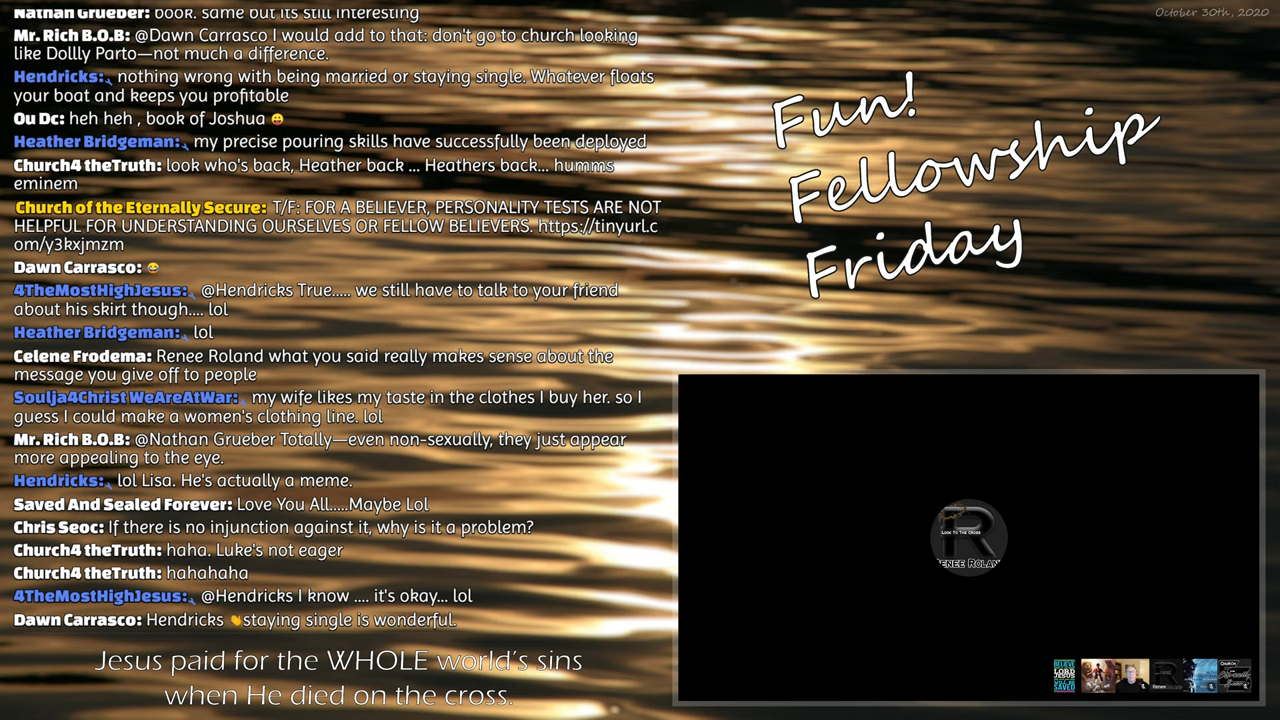 October 30th, 2020
Nathan Grueber: book. same but its still interesting
Mr. Rich B.O.B: @Dawn Carrasco I would add to that: don't go to church looking
like Dollly Parto—not much a difference.
Hendricks: nothing wrong with being married or staying single. Whatever floats
your boat and keeps you profitable
Ou Dc: heh heh , book of Joshua 😛
Heather Bridgeman: my precise pouring skills have successfully been deployed
Church4 theTruth: look who's back, Heather back ... Heathers back... humms
eminem
Church of the Eternally Secure: T/F: FOR A BELIEVER, PERSONALITY TESTS ARE NOT
HELPFUL FOR UNDERSTANDING OURSELVES OR FELLOW BELIEVERS. https://tinyurl.c
om/y3kxjmzm
Dawn Carrasco: 😂
4TheMostHighJesus: @Hendricks True..... we still have to talk to your friend
about his skirt though.... lol
Heather Bridgeman: lol
Celene Frodema: Renee Roland what you said really makes sense about the
message you give off to people
Soulja4Christ WeAreAtWar: my wife likes my taste in the clothes I buy her. so I
guess I could make a women's clothing line. lol
Mr. Rich B.O.B: @Nathan Grueber Totally—even non-sexually, they just appear
more appealing to the eye.
Hendricks: lol Lisa. He's actually a meme.
Saved And Sealed Forever: Love You All.....Maybe Lol
Chris Seoc: If there is no injunction against it, why is it a problem?
Church4 theTruth: haha. Luke's not eager
Church4 theTruth: hahahaha
4TheMostHighJesus: @Hendricks I know .... it's okay... lol
Dawn Carrasco: Hendricks 👏staying single is wonderful.
Jesus paid for the WHOLE world's sins
when He died on the cross.
Fun!
Fellowship
Friday
R
LOOK TO THE CROSS
RENEE ROLAN
BELIEVE
LORD
JESUS
SAVED
Renee
CHURCH